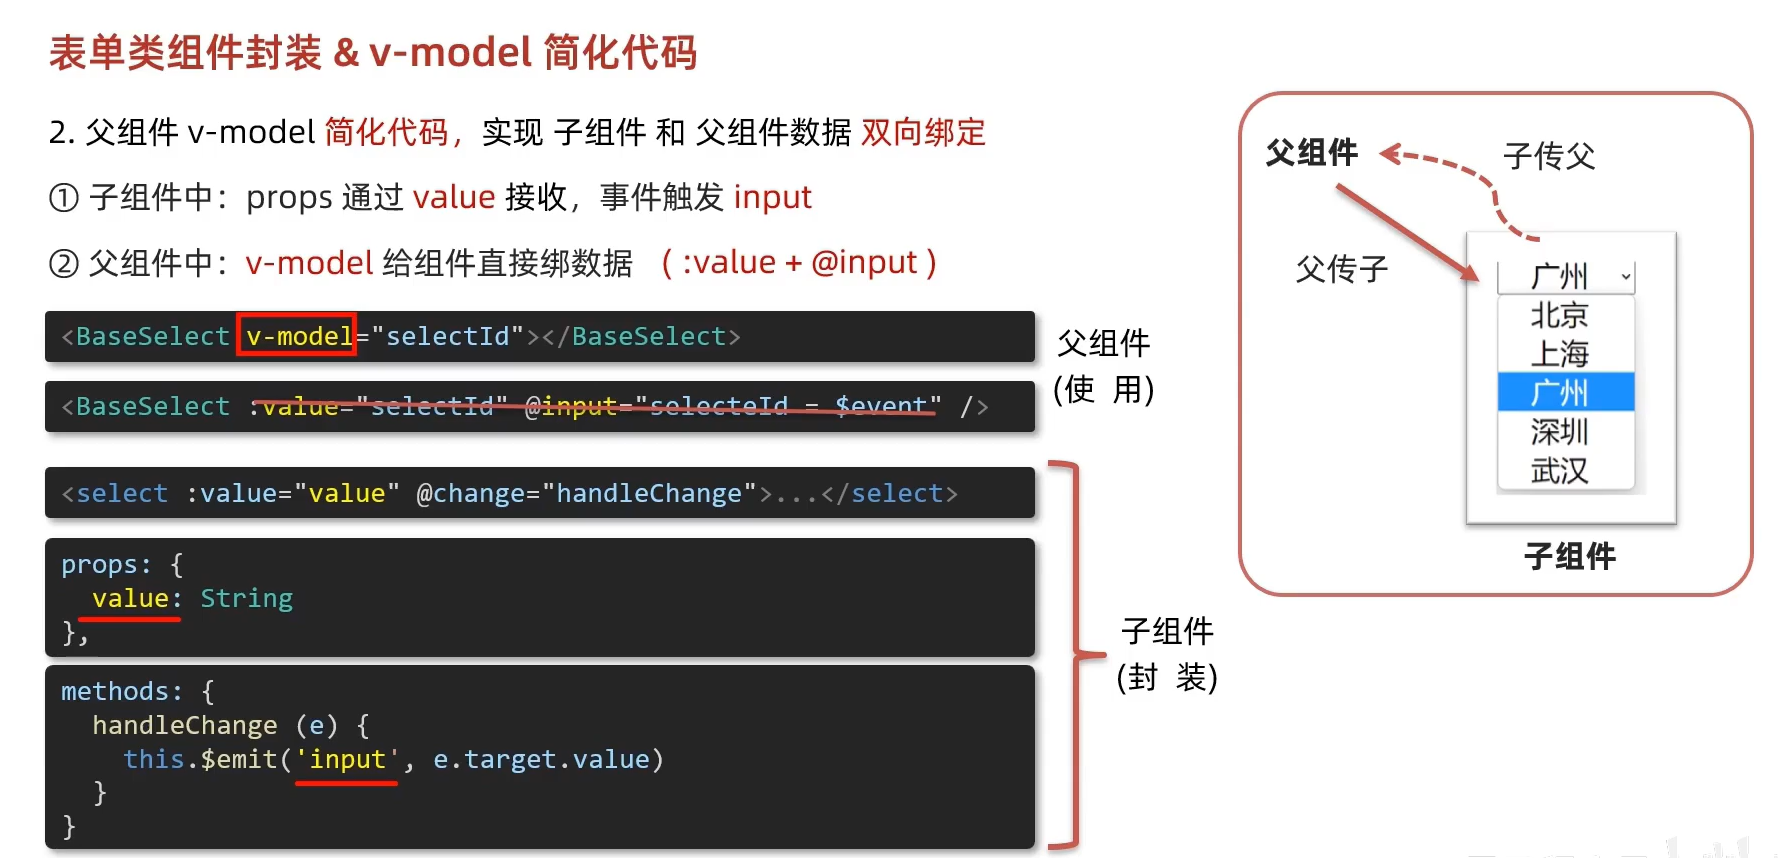 表单类组件封装 & v-model 简化代码
2. 父组件 v-model 简化代码，实现 子组件 和 父组件数据 双向绑定
① 子组件中：props 通过 value 接收，事件触发 input
② 父组件中：v-model 给组件直接绑数据 ( :value + @input )
<BaseSelect v-model="selectId"></BaseSelect>
<BaseSelect :value="selectId" @input="selecteId = $event" />
父组件
(使 用)
<select :value="value" @change="handleChange">...</select>
props: {
  value: String
},
methods: {
  handleChange (e) {
    this.$emit('input', e.target.value)
  }
}
子组件
(封 装)
父组件
子传父
父传子
广州
北京
上海
广州
深圳
武汉
子组件